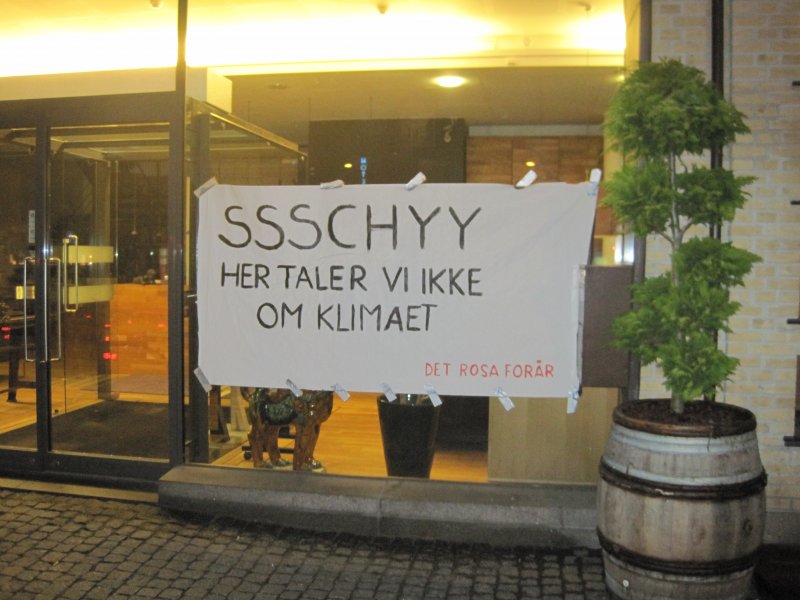 SSSCHYY
HER TALER VI IKKE
OM KLIMAET
DET ROSA FORÅR